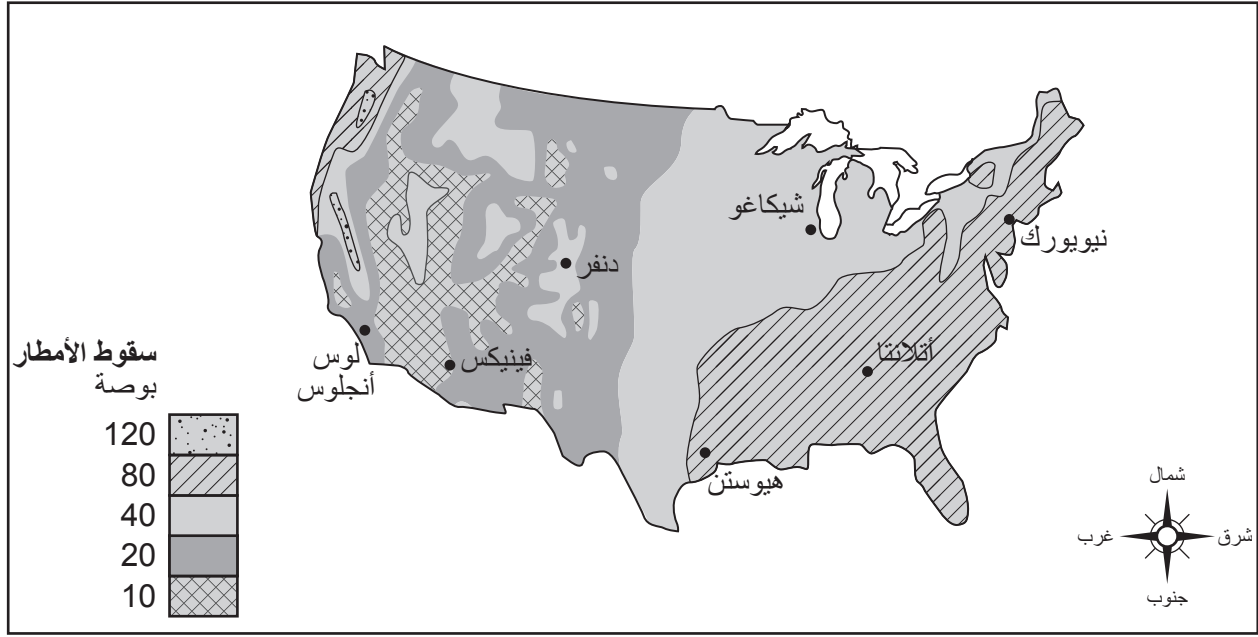 شيكاغو
نيويورك
دنفر
أتلانتا
لوس
أنجلوس
فينيكس
هيوستن
سقوط الأمطار
بوصة
120
80
40
20
10
شمال
غرب
شرق
جنوب